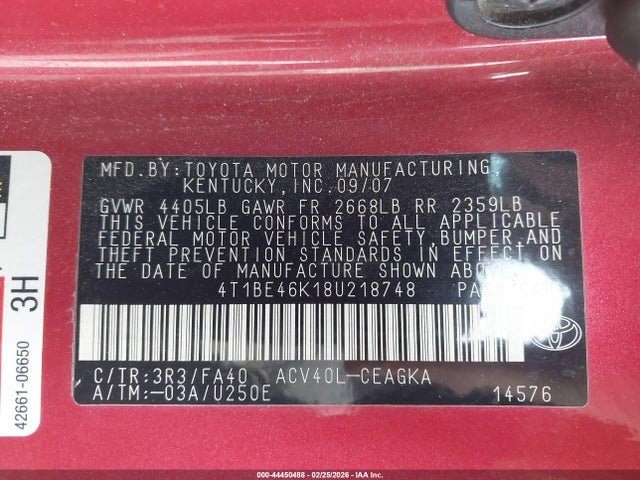 MFD.BY:TOYOTA MOTOR MANUFACTURING,
KENTUCKY,INC.09/07
GVWR 4405LB GAWR FR 2668LB RR 2359LB
THIS VEHICLE CONFORMS TO ALL APPLICABLE
FEDERAL MOTOR VEHICLE SAFETY,BUMPER,AND
THEFT PREVENTION STANDARDS IN EFFECT ON
THE DATE OF MANUFACTURE SHOWN ABOVE.
4T1BE46K18U218748 PASS CAR
C/TR:3R3/FA40 ACV40L-CEAGKA
A/TM:-03A/U250E 14576
3H
42661-06650
000-44450488 - 02/25/2026 - IAA Inc.